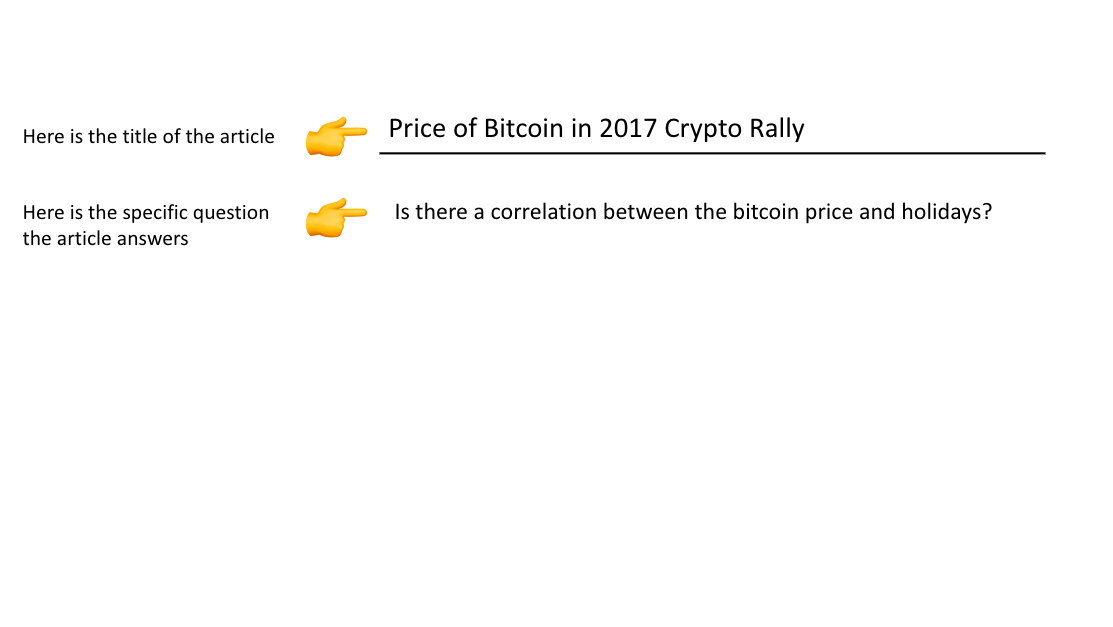 Here is the title of the article
Price of Bitcoin in 2017 Crypto Rally
Here is the specific question
the article answers
Is there a correlation between the bitcoin price and holidays?